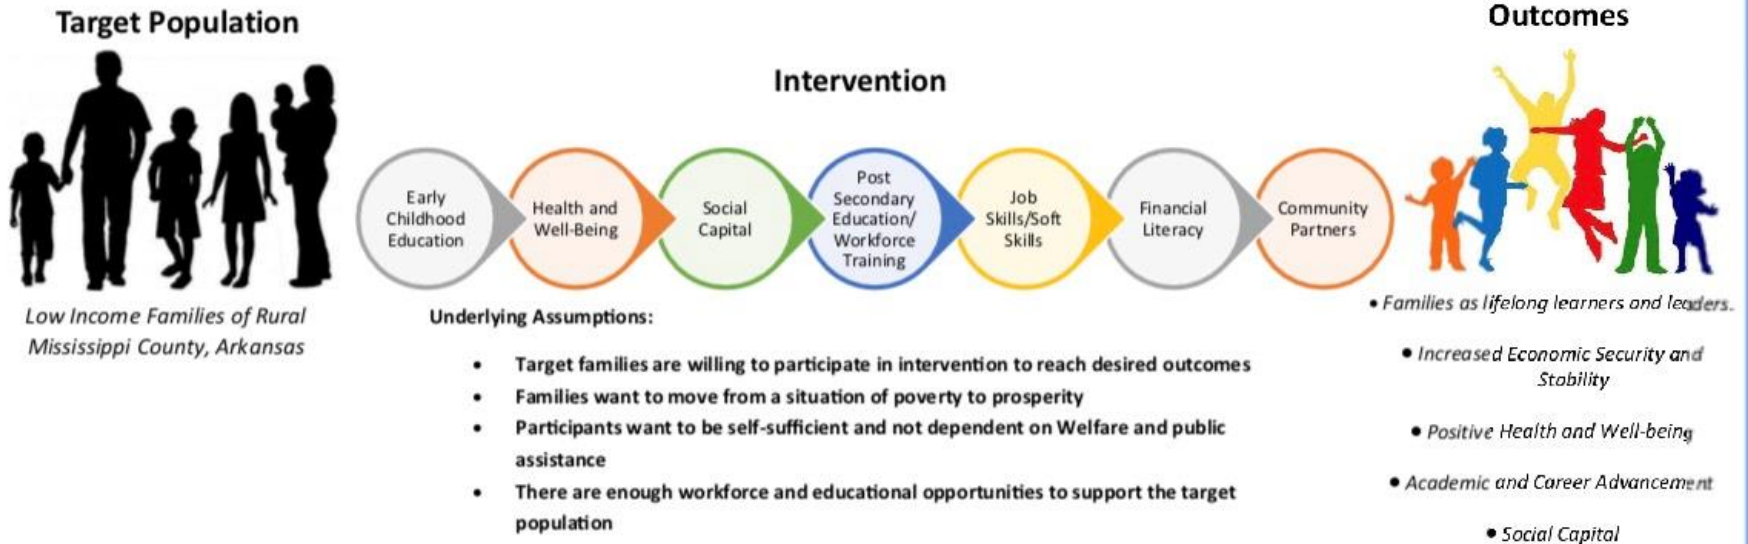 Target Population
Low Income Families of Rural
Mississippi County, Arkansas
Intervention
Early
Childhood
Education
Health and
Well-Being
Social
Capital
Post
Secondary
Education/
Workforce
Training
Job
Skills/Soft
Skills
Financial
Literacy
Community
Partners
Underlying Assumptions:
• Target families are willing to participate in intervention to reach desired outcomes
• Families want to move from a situation of poverty to prosperity
• Participants want to be self-sufficient and not dependent on Welfare and public
assistance
• There are enough workforce and educational opportunities to support the target
population
Outcomes
• Families as lifelong learners and leaders.
• Increased Economic Security and
Stability
• Positive Health and Well-being
• Academic and Career Advancement
• Social Capital